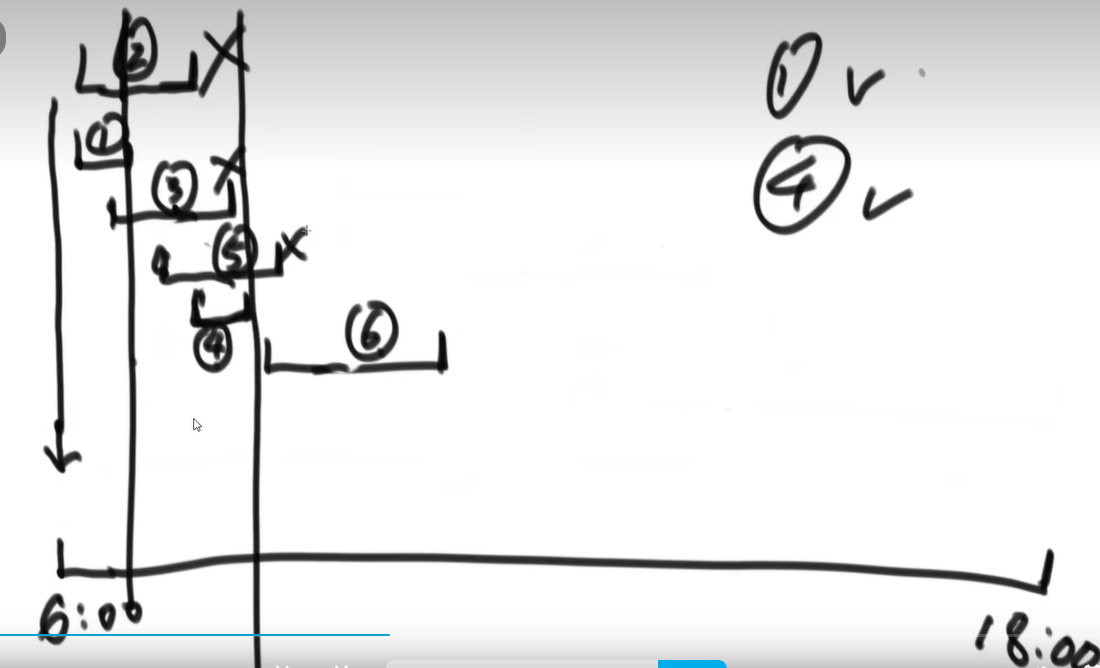 ② X
① ✓
①
X
③
④ ✓
⑤ X
⑥
④
6:00
18:00